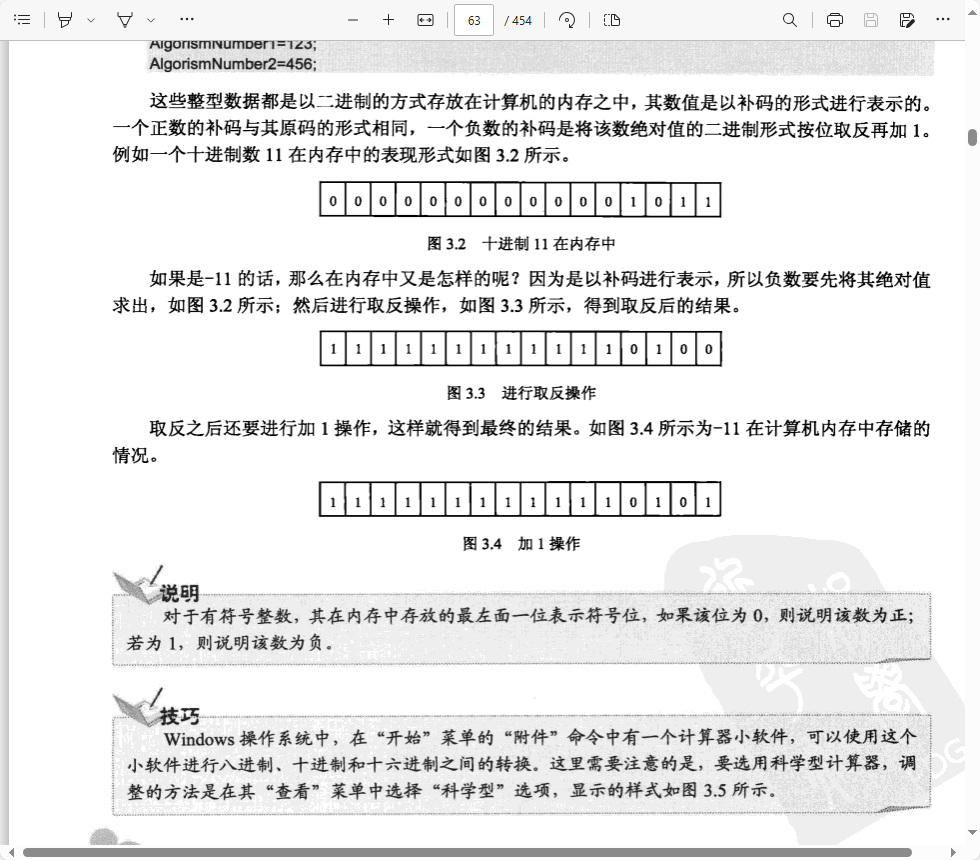 63 / 454
AlgorismNumber1=123;
AlgorismNumber2=456;
这些整型数据都是以二进制的方式存放在计算机的内存之中，其数值是以补码的形式进行表示的。
一个正数的补码与其原码的形式相同，一个负数的补码是将该数绝对值的二进制形式按位取反再加 1。
例如一个十进制数 11 在内存中的表现形式如图 3.2 所示。
0 0 0 0 0 0 0 0 0 0 0 0 1 0 1 1
图 3.2 十进制 11 在内存中
如果是-11 的话，那么在内存中又是怎样的呢？因为是以补码进行表示，所以负数要先将其绝对值
求出，如图 3.2 所示；然后进行取反操作，如图 3.3 所示，得到取反后的结果。
1 1 1 1 1 1 1 1 1 1 1 1 0 1 0 0
图 3.3 进行取反操作
取反之后还要进行加 1 操作，这样就得到最终的结果。如图 3.4 所示为-11 在计算机内存中存储的
情况。
1 1 1 1 1 1 1 1 1 1 1 1 0 1 0 1
图 3.4 加 1 操作
说明
对于有符号整数，其在内存中存放的最左面一位表示符号位，如果该位为 0，则说明该数为正；
若为 1，则说明该数为负。
技巧
Windows 操作系统中，在“开始”菜单的“附件”命令中有一个计算器小软件，可以使用这个
小软件进行八进制、十进制和十六进制之间的转换。这里需要注意的是，要选用科学型计算器，调
整的方法是在其“查看”菜单中选择“科学型”选项，显示的样式如图 3.5 所示。